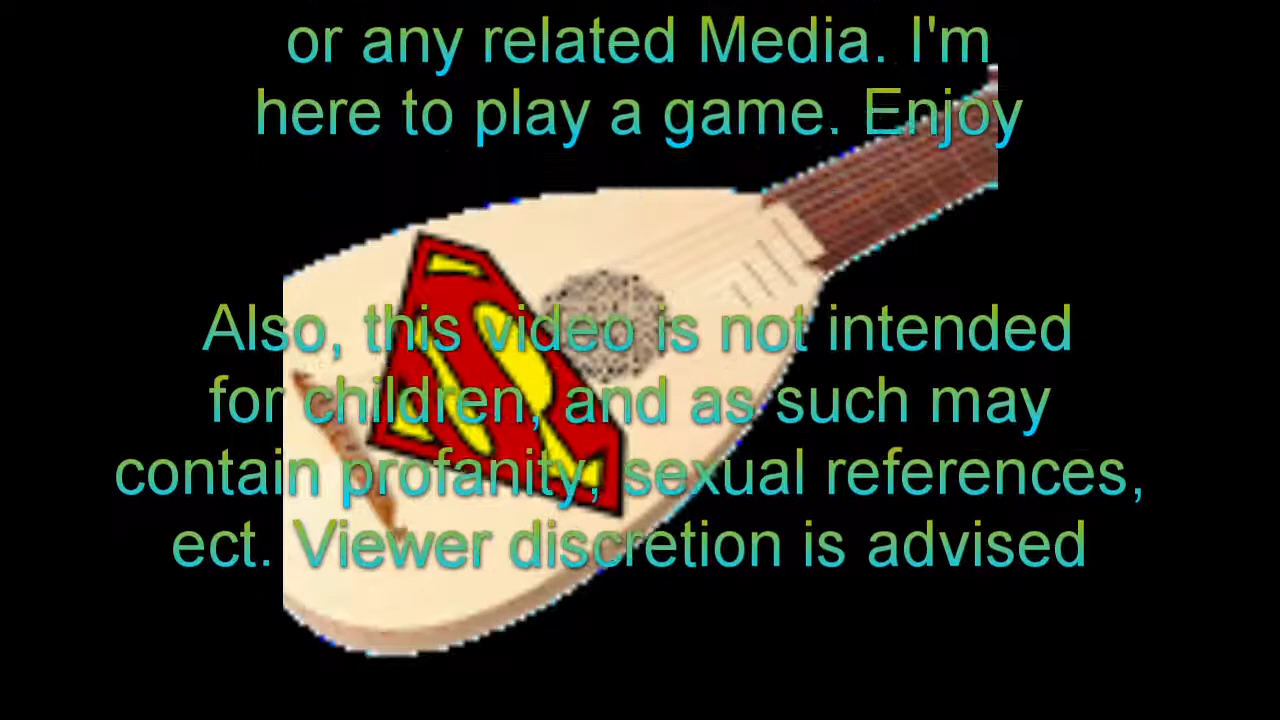 or any related Media. I'm
here to play a game. Enjoy
Also, this video is not intended
for children, and as such may
contain profanity, sexual references,
ect. Viewer discretion is advised